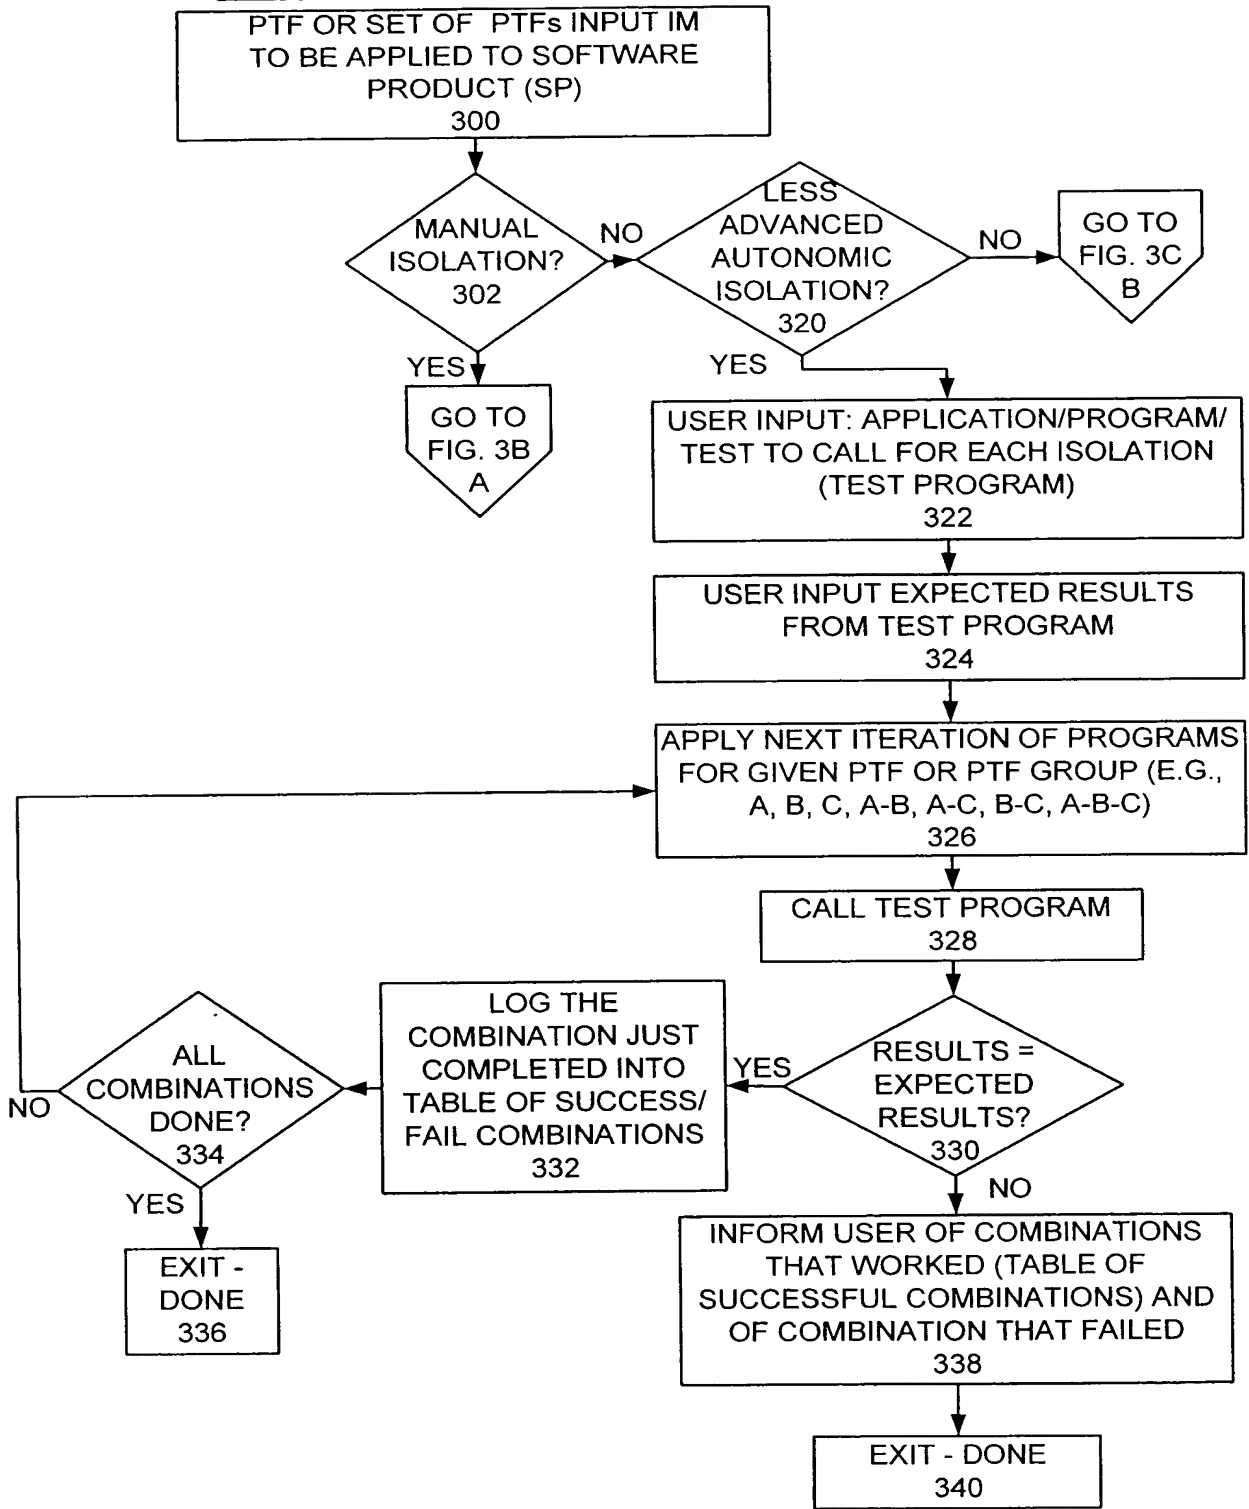 PTF OR SET OF PTFs INPUT IM
TO BE APPLIED TO SOFTWARE
PRODUCT (SP)
300
MANUAL
ISOLATION?
302
NO
LESS
ADVANCED
AUTONOMIC
ISOLATION?
320
NO
GO TO
FIG. 3C
B
YES
GO TO
FIG. 3B
A
YES
USER INPUT: APPLICATION/PROGRAM/
TEST TO CALL FOR EACH ISOLATION
(TEST PROGRAM)
322
USER INPUT EXPECTED RESULTS
FROM TEST PROGRAM
324
APPLY NEXT ITERATION OF PROGRAMS
FOR GIVEN PTF OR PTF GROUP (E.G.,
A, B, C, A-B, A-C, B-C, A-B-C)
326
CALL TEST PROGRAM
328
RESULTS =
EXPECTED
RESULTS?
330
YES
LOG THE
COMBINATION JUST
COMPLETED INTO
TABLE OF SUCCESS/
FAIL COMBINATIONS
332
ALL
COMBINATIONS
DONE?
334
NO
YES
EXIT -
DONE
336
NO
INFORM USER OF COMBINATIONS
THAT WORKED (TABLE OF
SUCCESSFUL COMBINATIONS) AND
OF COMBINATION THAT FAILED
338
EXIT - DONE
340